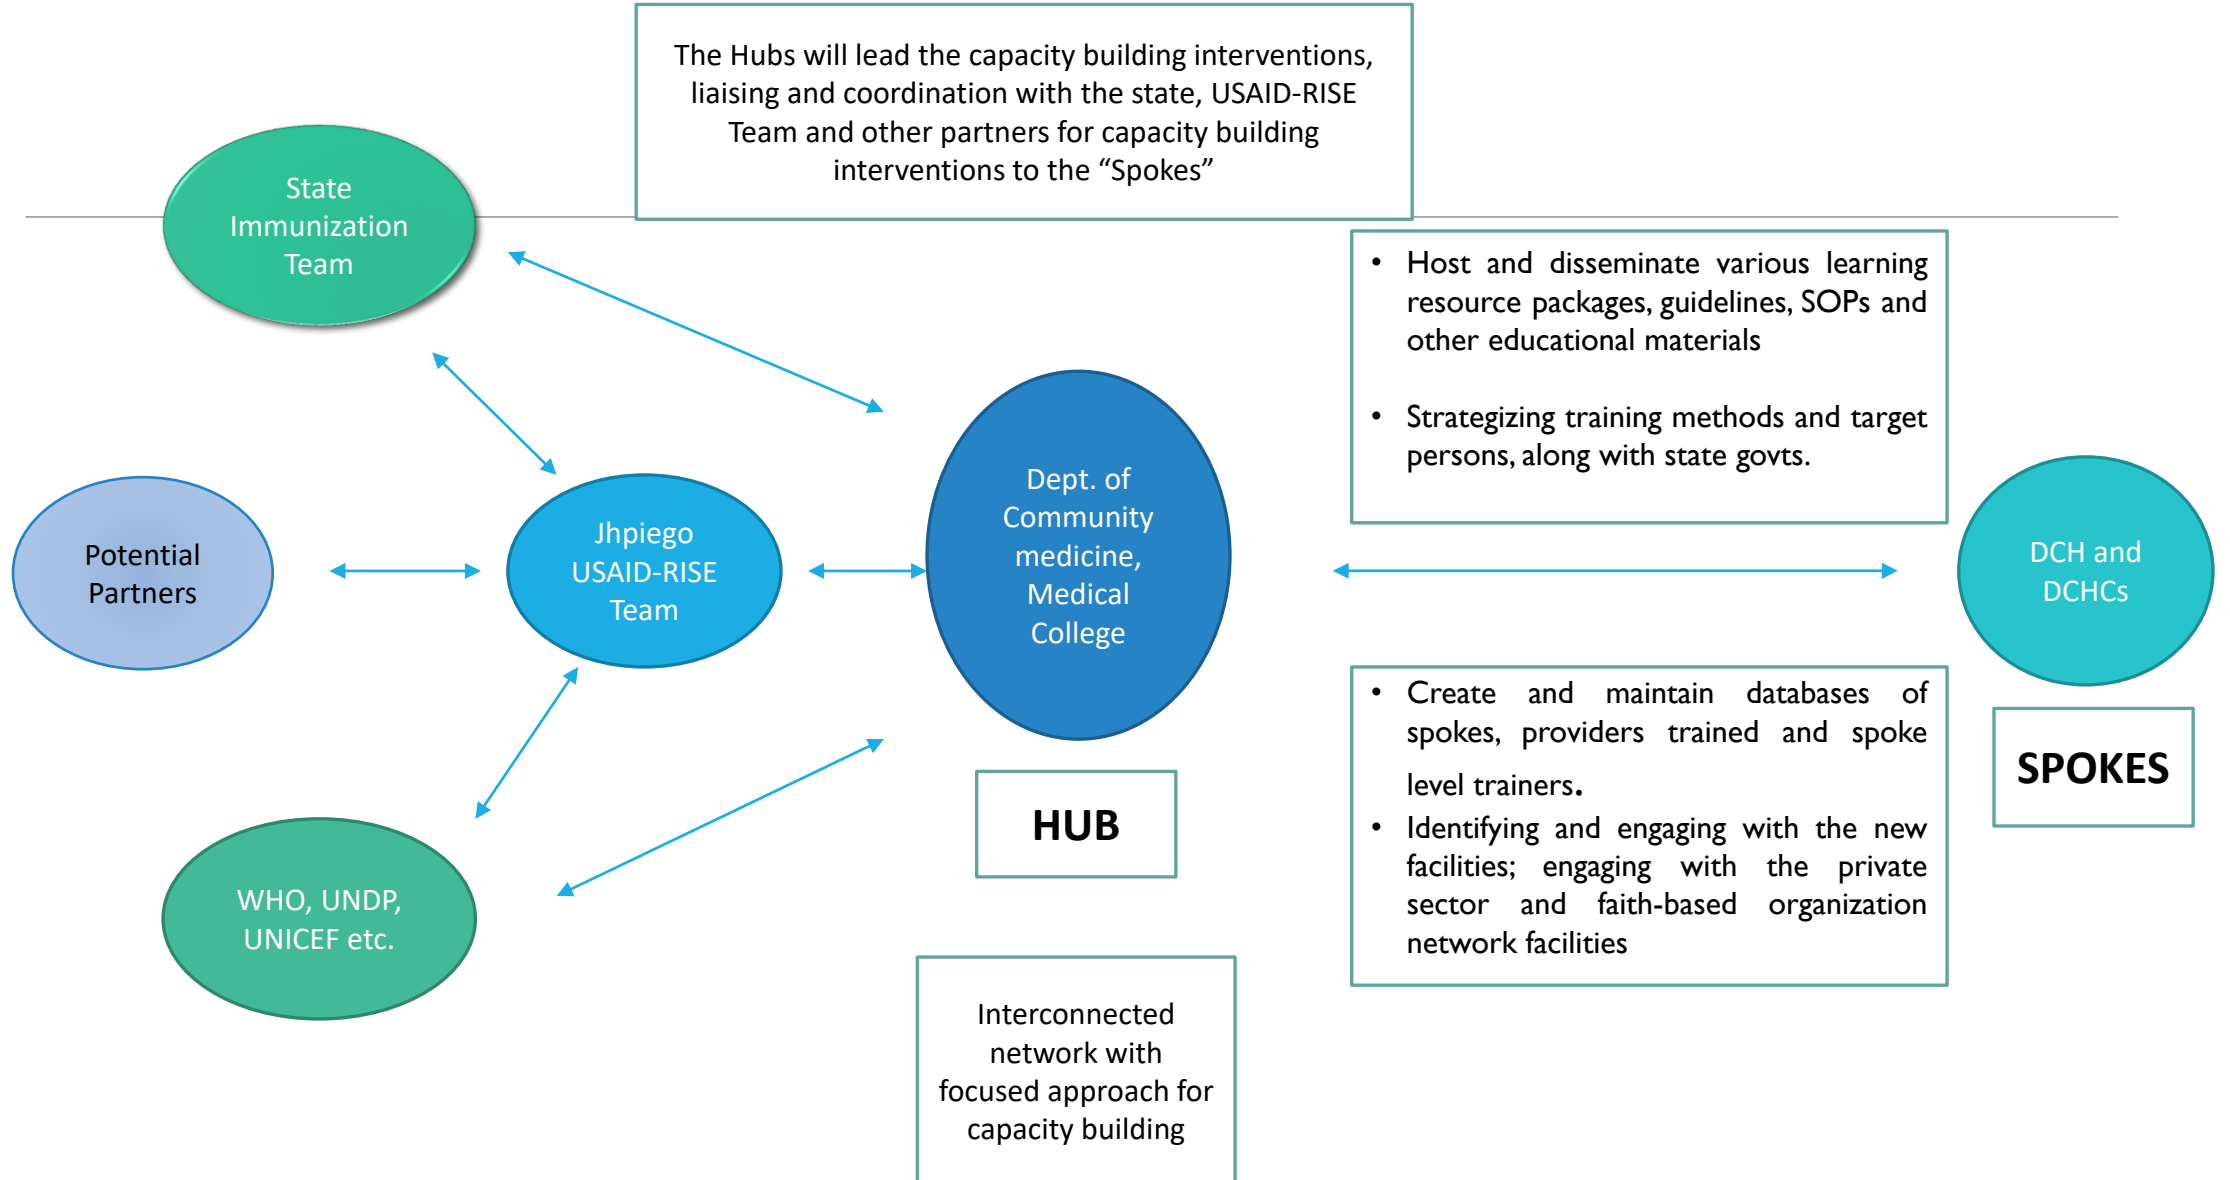 The Hubs will lead the capacity building interventions,
liaising and coordination with the state, USAID-RISE
Team and other partners for capacity building
interventions to the “Spokes”
State
Immunization
Team
• Host and disseminate various learning
resource packages, guidelines, SOPs and
other educational materials
• Strategizing training methods and target
persons, along with state govts.
Potential
Partners
Jhpiego
USAID-RISE
Team
Dept. of
Community
medicine,
Medical
College
DCH and
DCHCs
• Create and maintain databases of
spokes, providers trained and spoke
level trainers.
• Identifying and engaging with the new
facilities; engaging with the private
sector and faith-based organization
network facilities
SPOKES
HUB
WHO, UNDP,
UNICEF etc.
Interconnected
network with
focused approach for
capacity building